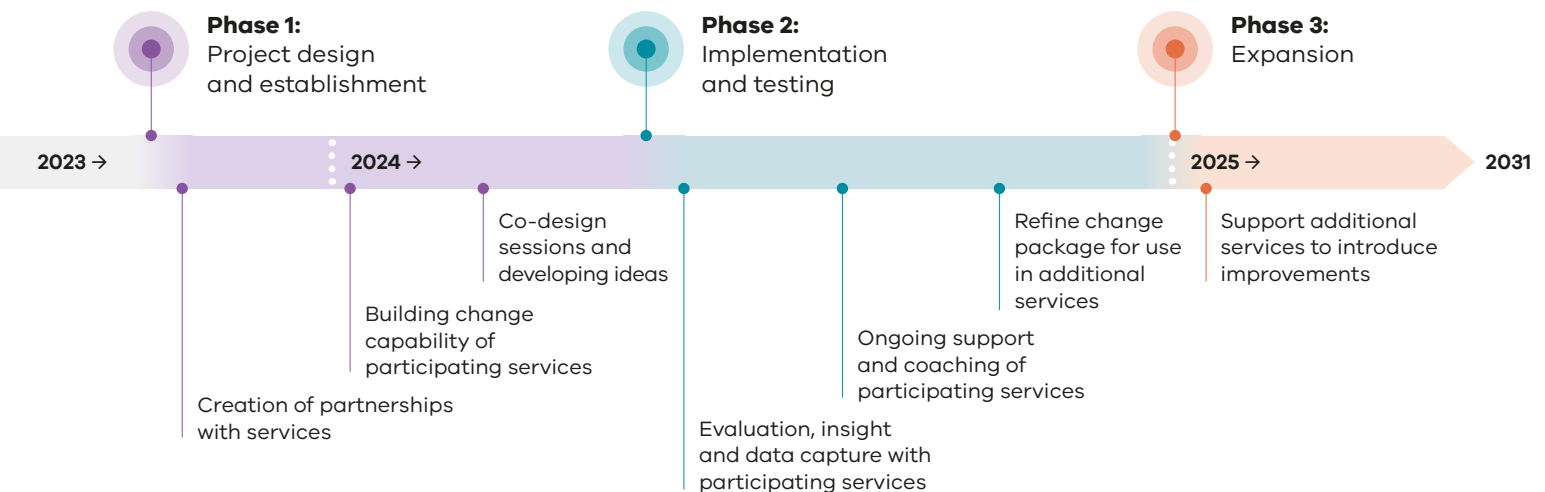 Phase 1:
Project design
and establishment
Phase 2:
Implementation
and testing
Phase 3:
Expansion
2023 →
2024 →
2025 →
2031
Creation of partnerships
with services
Building change
capability of
participating services
Co-design
sessions and
developing ideas
Evaluation, insight
and data capture with
participating services
Ongoing support
and coaching of
participating services
Refine change
package for use
in additional
services
Support additional
services to introduce
improvements